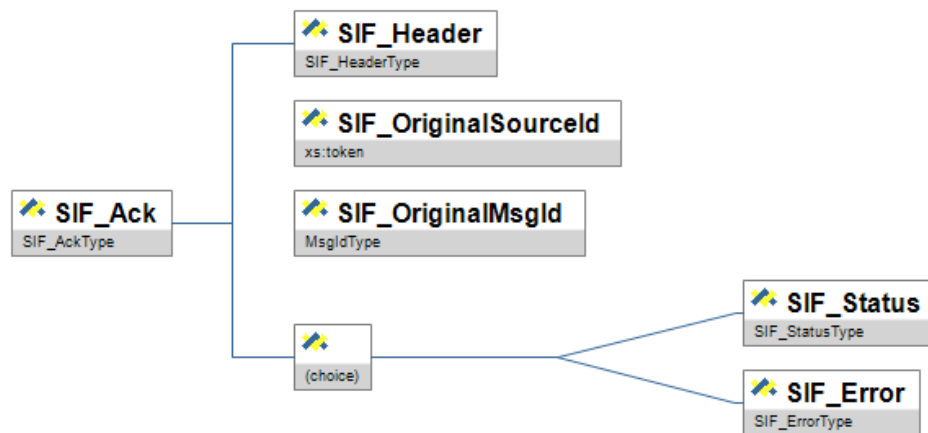 SIF_Header
SIF_HeaderType
SIF_OriginalSourceId
xs:token
SIF_Ack
SIF_AckType
SIF_OriginalMsgId
MsgIdType
SIF_Status
SIF_StatusType
(choice)
SIF_Error
SIF_ErrorType